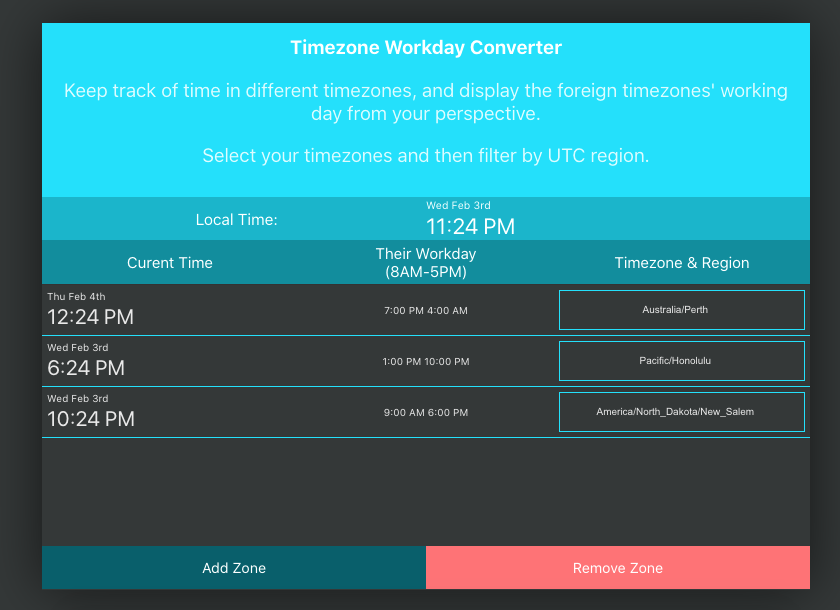 Timezone Workday Converter
Keep track of time in different timezones, and display the foreign timezones' working
day from your perspective.
Select your timezones and then filter by UTC region.
Local Time:
Wed Feb 3rd
11:24 PM
Curent Time
Their Workday
(8AM-5PM)
Timezone & Region
Thu Feb 4th
12:24 PM
7:00 PM 4:00 AM
Australia/Perth
Wed Feb 3rd
6:24 PM
1:00 PM 10:00 PM
Pacific/Honolulu
Wed Feb 3rd
10:24 PM
9:00 AM 6:00 PM
America/North_Dakota/New_Salem
Add Zone
Remove Zone